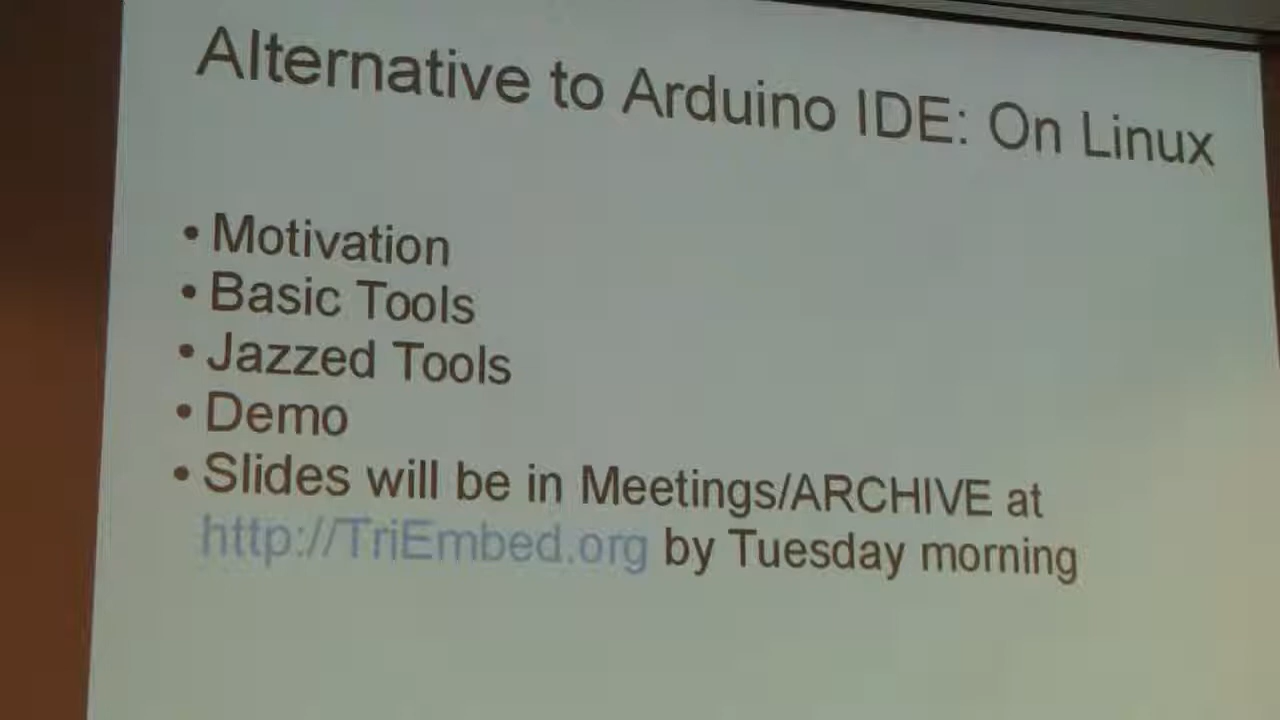 Alternative to Arduino IDE: On Linux
• Motivation
• Basic Tools
• Jazzed Tools
• Demo
• Slides will be in Meetings/ARCHIVE at
http://TriEmbed.org by Tuesday morning